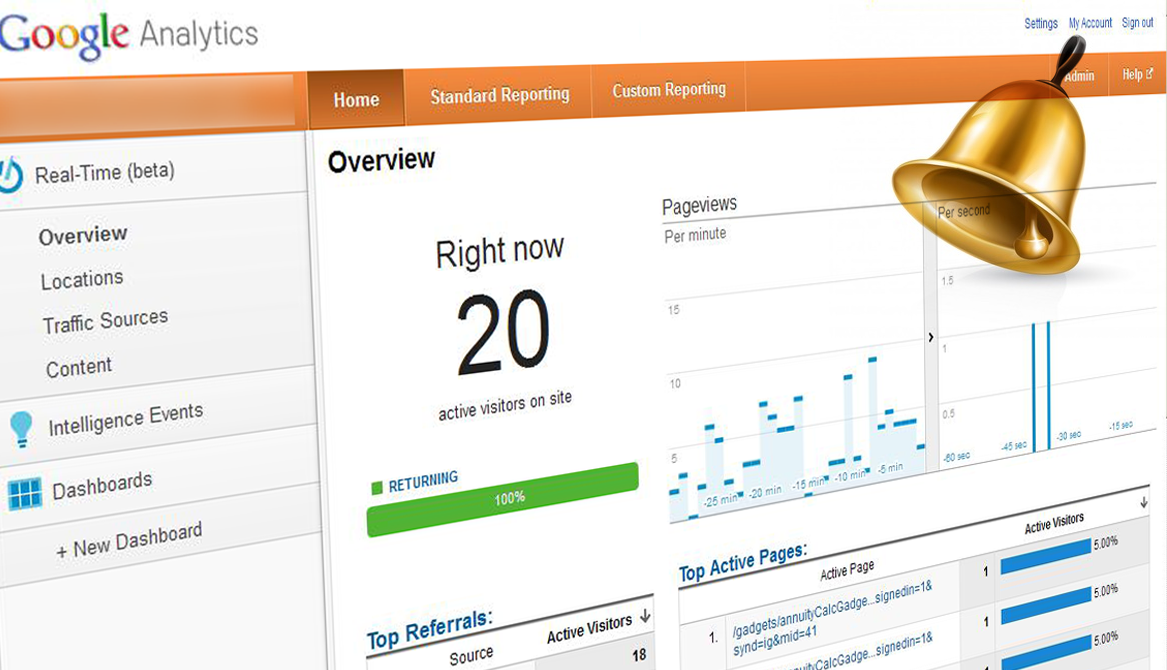 Google Analytics
Settings My Account Sign out
Home Standard Reporting Custom Reporting Admin Help
Real-Time (beta)
Overview
Locations
Traffic Sources
Content
Intelligence Events
Dashboards
+ New Dashboard
Overview
Right now
20
active visitors on site
RETURNING
100%
Pageviews
Per minute
15
10
5
-25 min -20 min -15 min -10 min -5 min
Per second
1.5
1
0.5
-60 sec -45 sec -30 sec -15 sec
Top Referrals:
Source Active Visitors
18
Top Active Pages:
Active Page Active Visitors
1. /gadgets/annuityCalcGadge...signedin=1&
synd=ig&mid=41
1 5.00%
1 5.00%
5.00%